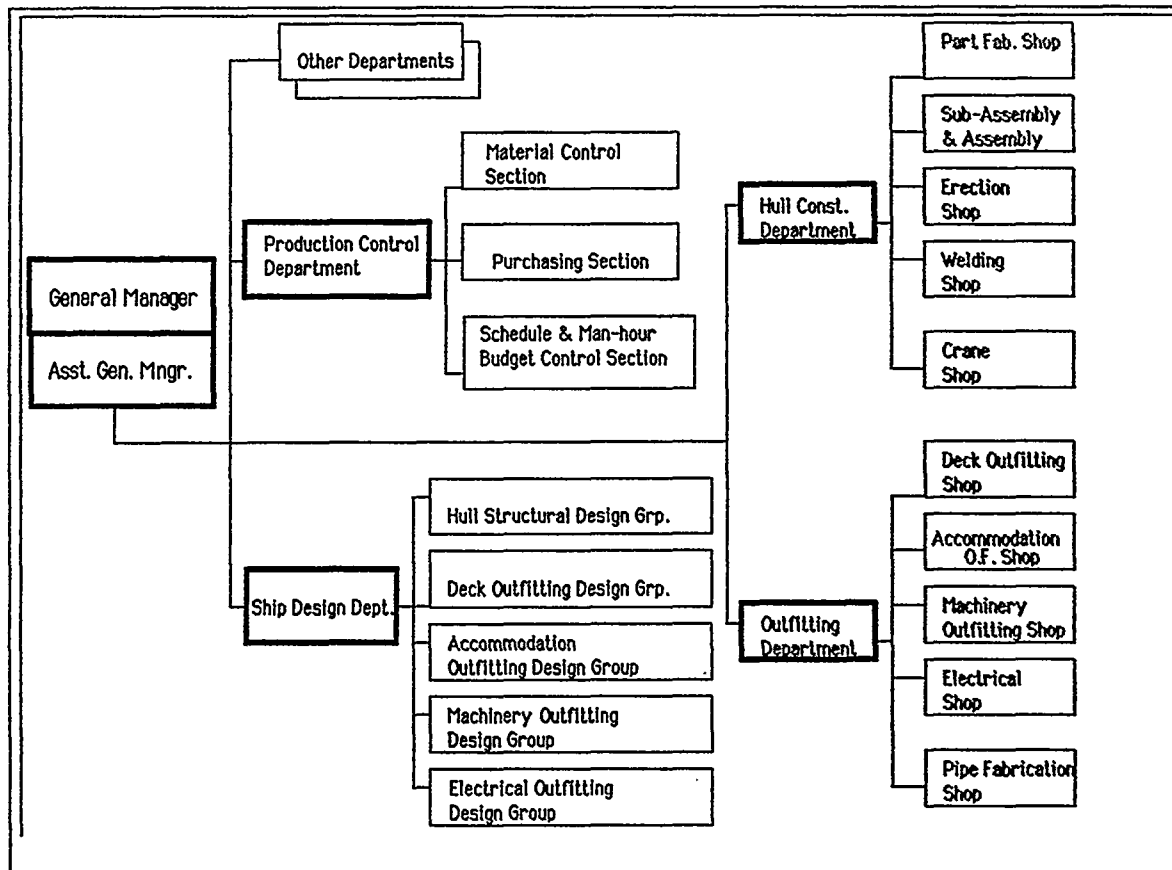 Other Departments
Material Control
Section
Production Control
Department
Purchasing Section
Schedule & Man-hour
Budget Control Section
General Manager
Asst. Gen. Mngr.
Hull Structural Design Grp.
Ship Design Dept.
Deck Outfitting Design Grp.
Accommodation
Outfitting Design Group
Machinery Outfitting
Design Group
Electrical Outfitting
Design Group
Hull Const.
Department
Part Fab. Shop
Sub-Assembly
& Assembly
Erection
Shop
Welding
Shop
Crane
Shop
Outfitting
Department
Deck Outfitting
Shop
Accommodation
O.F. Shop
Machinery
Outfitting Shop
Electrical
Shop
Pipe Fabrication
Shop